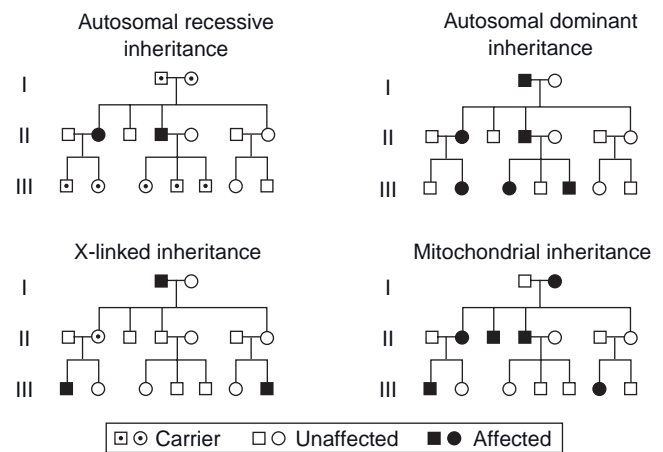 Autosomal recessive
inheritance
I
II
III
Autosomal dominant
inheritance
I
II
III
X-linked inheritance
I
II
III
Mitochondrial inheritance
I
II
III
Carrier Unaffected Affected